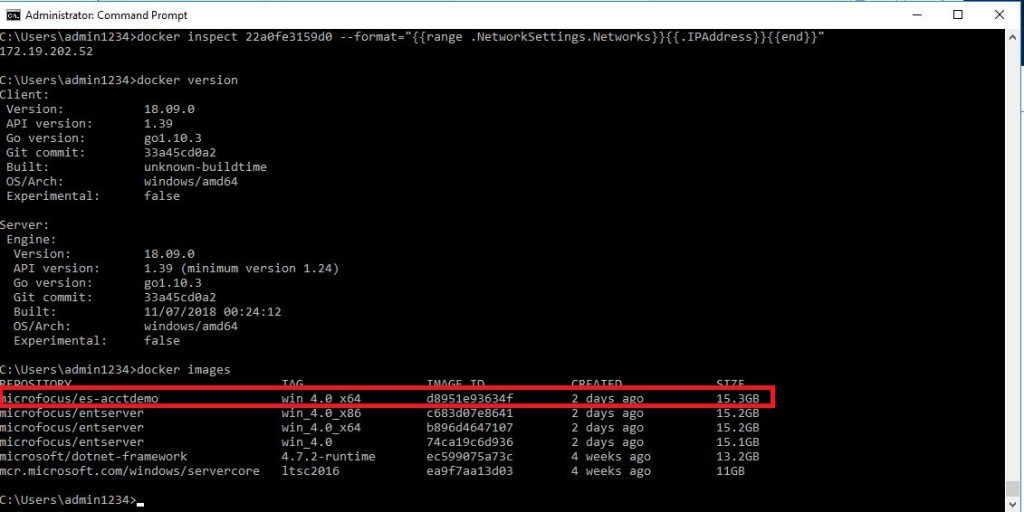 Administrator: Command Prompt
C:\Users\admin1234>docker inspect 22a0fe3159d0 --format="{{range .NetworkSettings.Networks}}{{.IPAddress}}{{end}}"
172.19.202.52
C:\Users\admin1234>docker version
Client:
Version: 18.09.0
API version: 1.39
Go version: go1.10.3
Git commit: 33a45cd0a2
Built: unknown-buildtime
OS/Arch: windows/amd64
Experimental: false
Server:
Engine:
Version: 18.09.0
API version: 1.39 (minimum version 1.24)
Go version: go1.10.3
Git commit: 33a45cd0a2
Built: 11/07/2018 00:24:12
OS/Arch: windows/amd64
Experimental: false
C:\Users\admin1234>docker images
REPOSITORY TAG IMAGE ID CREATED SIZE
microfocus/es-acctdemo win_4.0_x64 d8951e93634f 2 days ago 15.3GB
microfocus/entserver win_4.0_x86 c683d07e8641 2 days ago 15.2GB
microfocus/entserver win_4.0_x64 b896d4647107 2 days ago 15.2GB
microfocus/entserver win_4.0 74ca19c6d936 2 days ago 15.1GB
microsoft/dotnet-framework 4.7.2-runtime ec599075a73c 4 weeks ago 13.2GB
mcr.microsoft.com/windows/servercore ltsc2016 ea9f7aa13d03 4 weeks ago 11GB
C:\Users\admin1234>